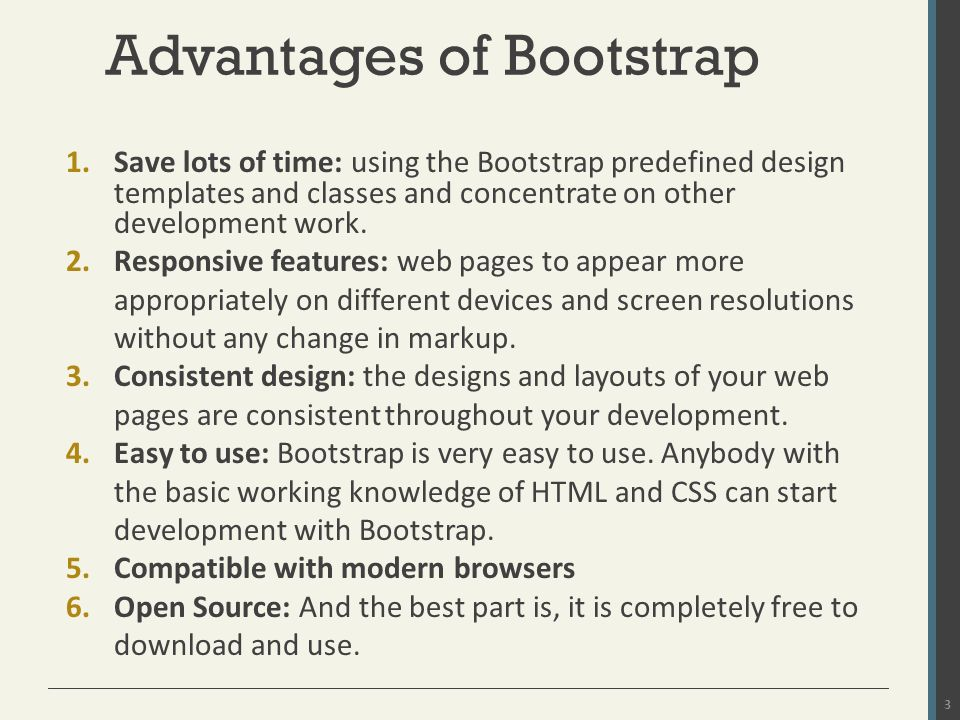 Advantages of Bootstrap
1. Save lots of time: using the Bootstrap predefined design
templates and classes and concentrate on other
development work.
2. Responsive features: web pages to appear more
appropriately on different devices and screen resolutions
without any change in markup.
3. Consistent design: the designs and layouts of your web
pages are consistent throughout your development.
4. Easy to use: Bootstrap is very easy to use. Anybody with
the basic working knowledge of HTML and CSS can start
development with Bootstrap.
5. Compatible with modern browsers
6. Open Source: And the best part is, it is completely free to
download and use.
3